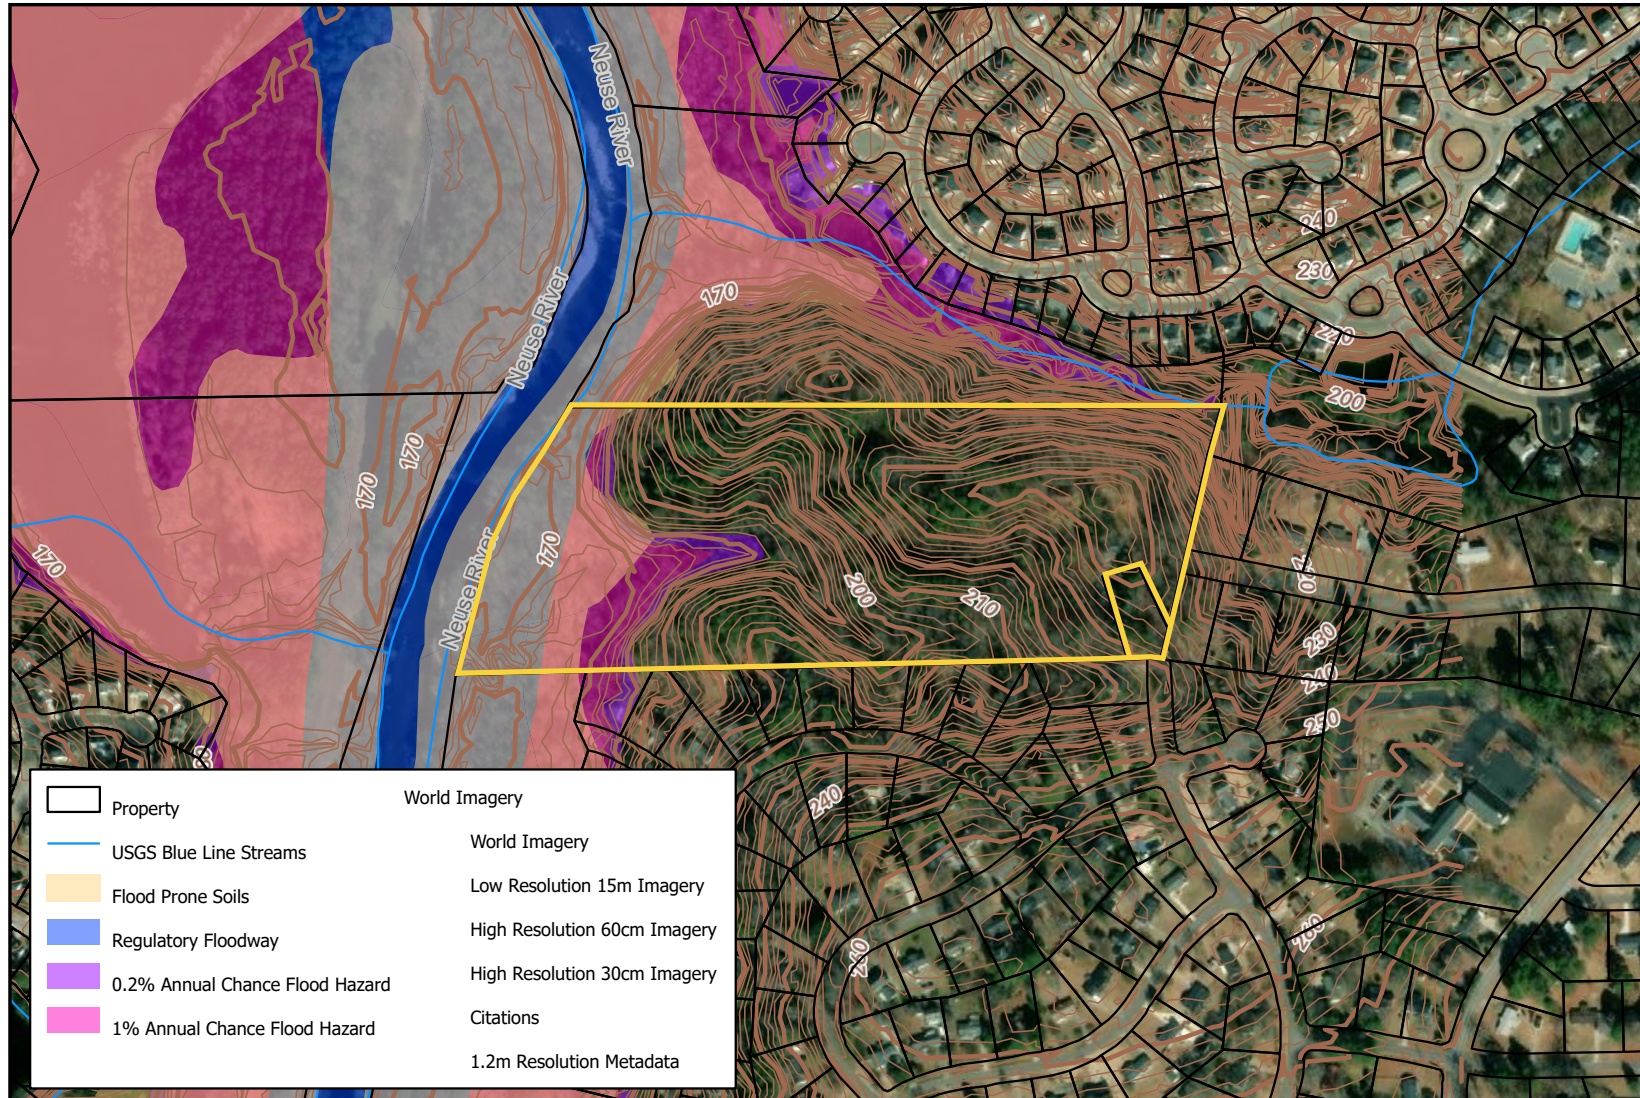 Neuse River
240
230
170
220
Neuse River
200
170
170
170
Neuse River
170
200
200
210
230
240
250
240
260
260
Property
World Imagery
USGS Blue Line Streams
World Imagery
Flood Prone Soils
Low Resolution 15m Imagery
Regulatory Floodway
High Resolution 60cm Imagery
0.2% Annual Chance Flood Hazard
High Resolution 30cm Imagery
1% Annual Chance Flood Hazard
Citations
1.2m Resolution Metadata